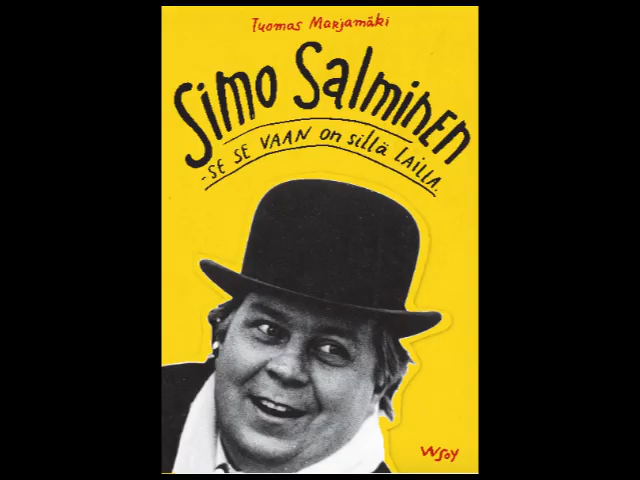 Tuomas Marjamäki
Simo Salminen
- SE SE VAAN on sillä LAILLA.
WSOY